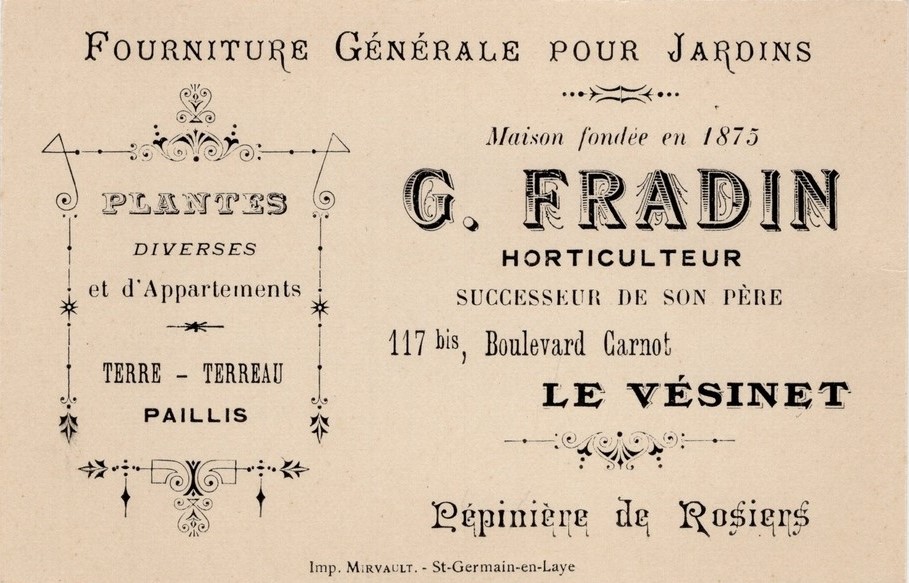 Fourniture Générale pour Jardins
PLANTES
DIVERSES
et d'Appartements
TERRE – TERREAU
PAILLIS
Maison fondée en 1875
G. FRADIN
HORTICULTEUR
SUCCESSEUR DE SON PÈRE
117 bis, Boulevard Carnot
LE VÉSINET
Pépinière de Rosiers
Imp. MIRVAULT. - St-Germain-en-Laye